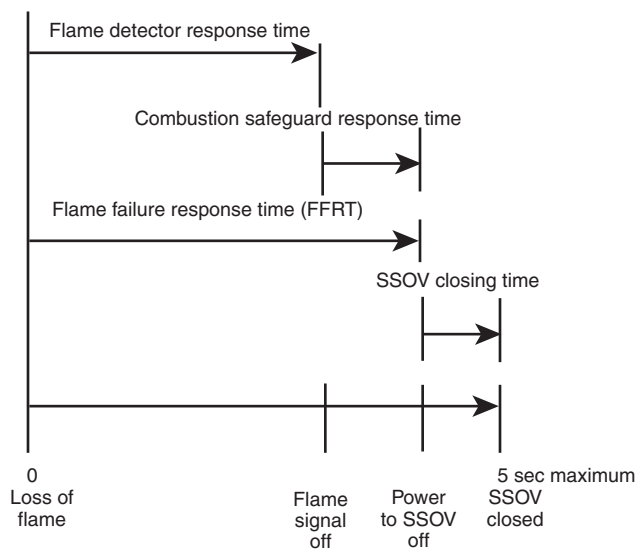 Flame detector response time
Combustion safeguard response time
Flame failure response time (FFRT)
SSOV closing time
0
Loss of
flame
Flame
signal
off
Power
to SSOV
off
5 sec maximum
SSOV
closed